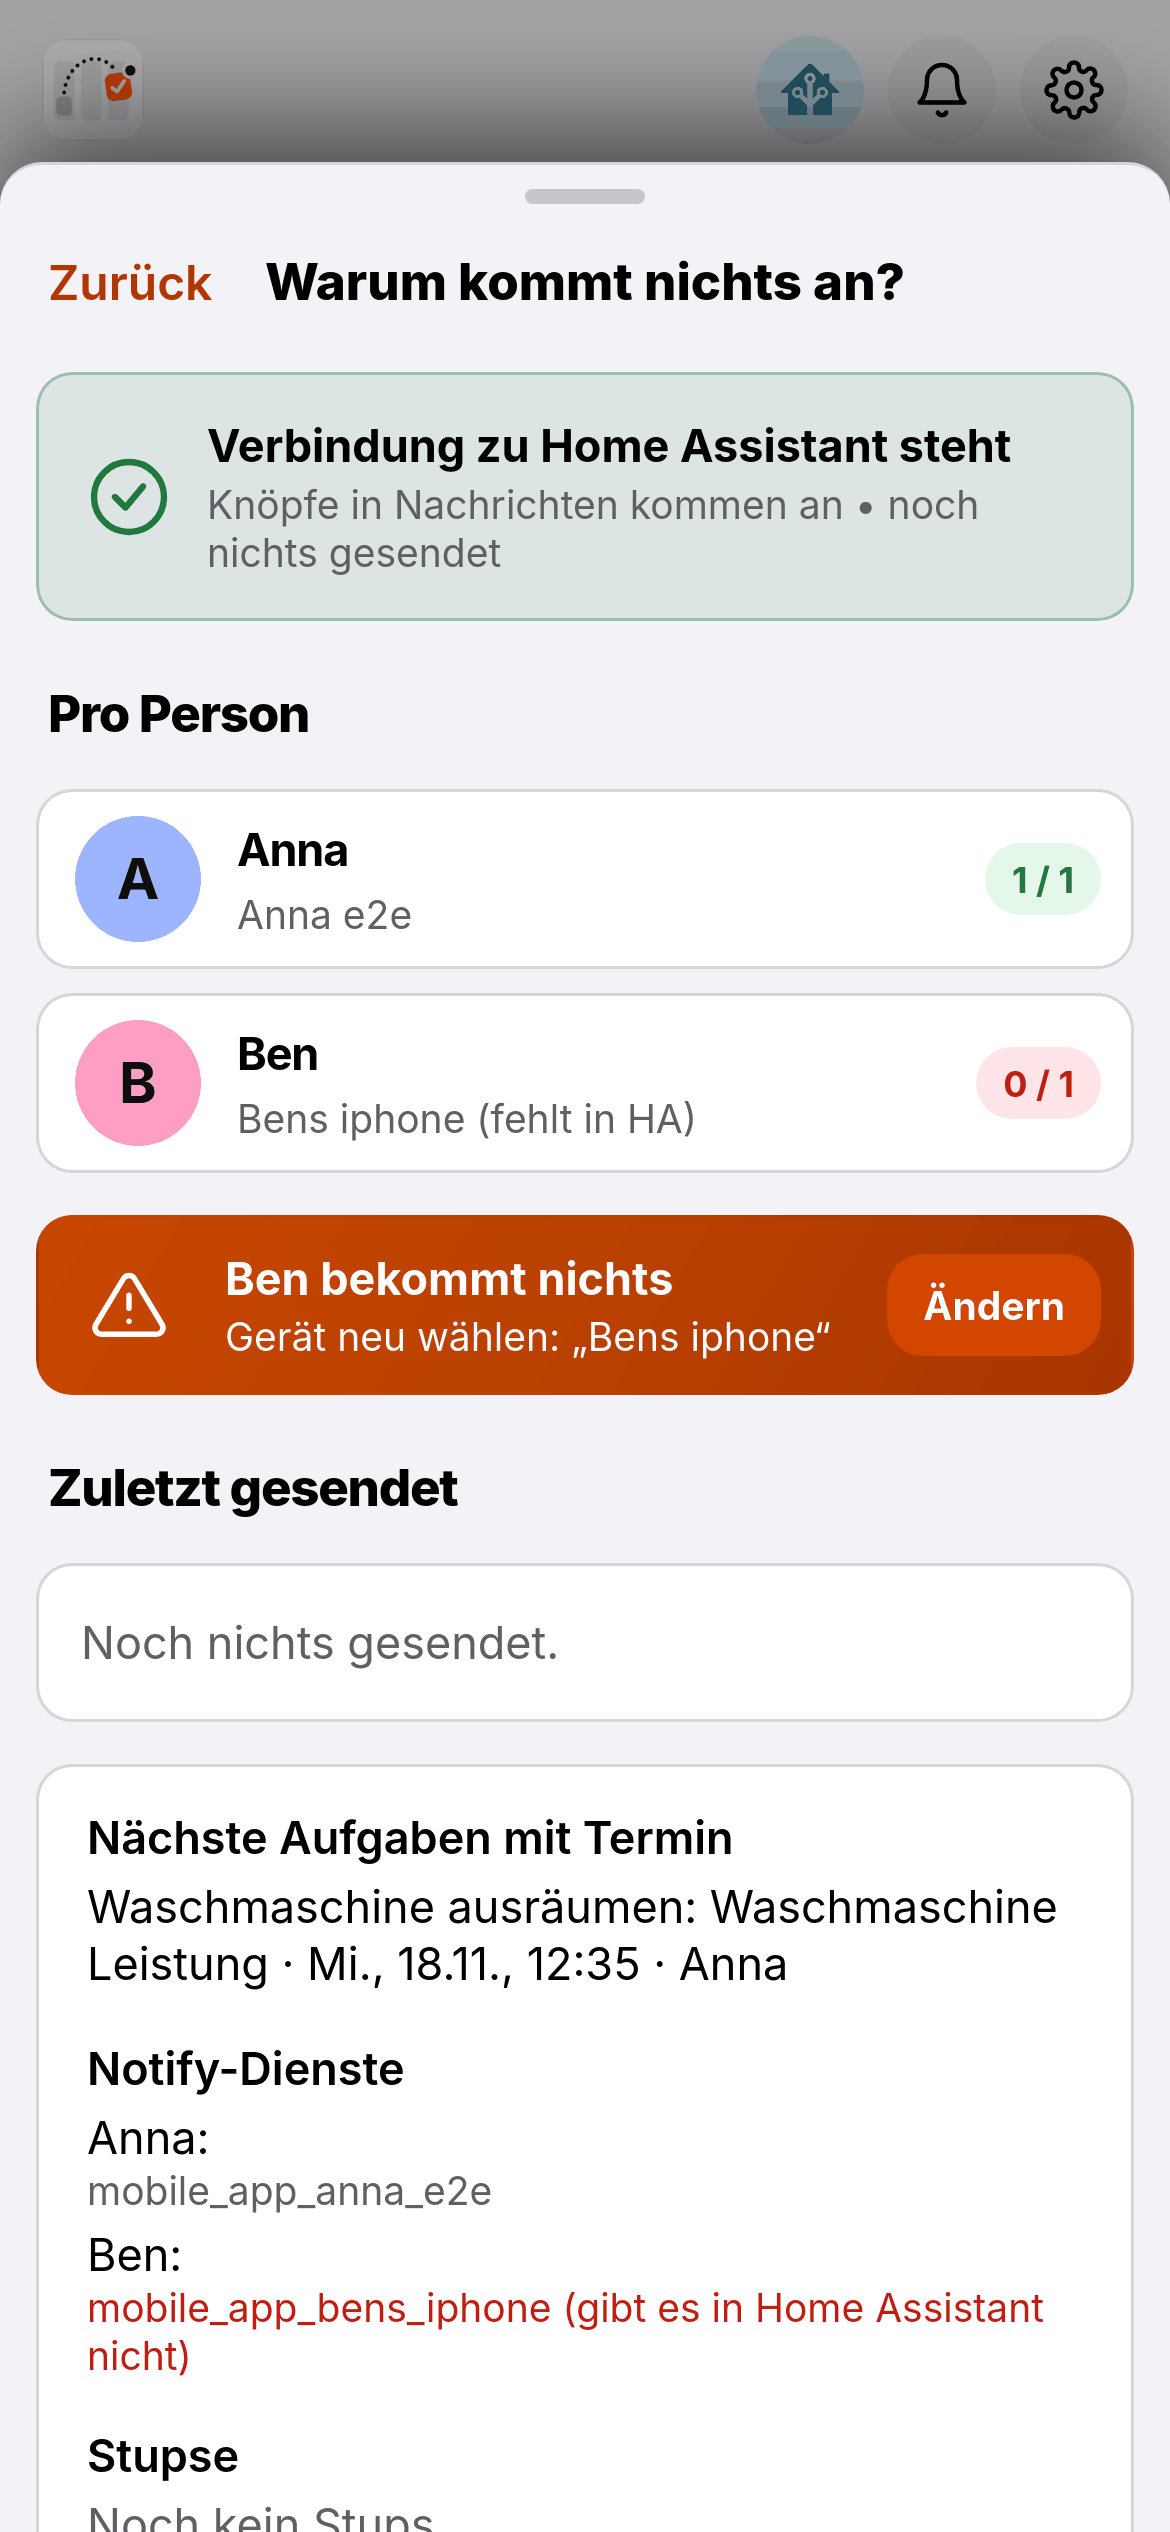 Zurück Warum kommt nichts an?
Verbindung zu Home Assistant steht
Knöpfe in Nachrichten kommen an • noch
nichts gesendet
Pro Person
A
Anna
Anna e2e
1 / 1
B
Ben
Bens iphone (fehlt in HA)
0 / 1
Ben bekommt nichts
Gerät neu wählen: „Bens iphone“
Ändern
Zuletzt gesendet
Noch nichts gesendet.
Nächste Aufgaben mit Termin
Waschmaschine ausräumen: Waschmaschine
Leistung · Mi., 18.11., 12:35 · Anna
Notify-Dienste
Anna:
mobile_app_anna_e2e
Ben:
mobile_app_bens_iphone (gibt es in Home Assistant
nicht)
Stupse
Noch kein Stups